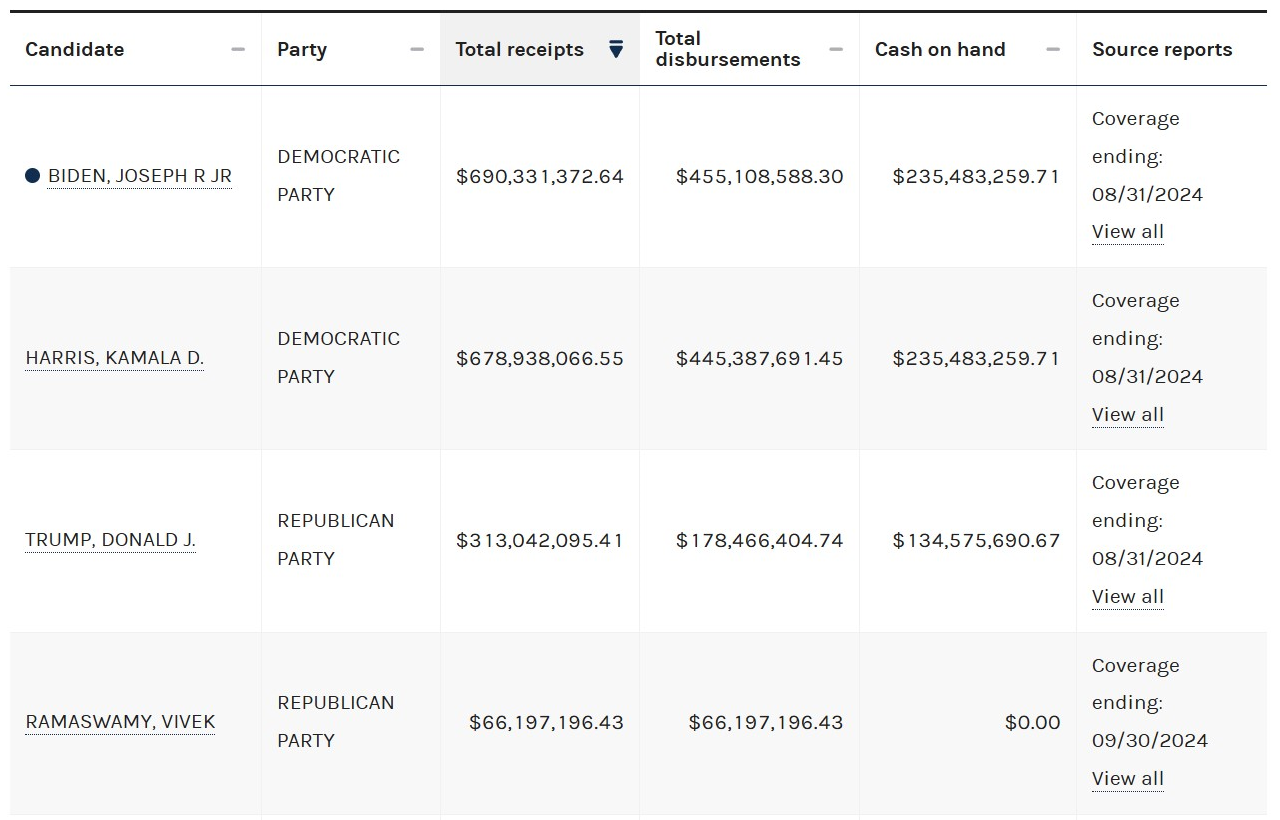 Candidate
Party
Total receipts
Total
disbursements
Cash on hand
Source reports
BIDEN, JOSEPH R JR
DEMOCRATIC
PARTY
$690,331,372.64
$455,108,588.30
$235,483,259.71
Coverage
ending:
08/31/2024
View all
HARRIS, KAMALA D.
DEMOCRATIC
PARTY
$678,938,066.55
$445,387,691.45
$235,483,259.71
Coverage
ending:
08/31/2024
View all
TRUMP, DONALD J.
REPUBLICAN
PARTY
$313,042,095.41
$178,466,404.74
$134,575,690.67
Coverage
ending:
08/31/2024
View all
RAMASWAMY, VIVEK
REPUBLICAN
PARTY
$66,197,196.43
$66,197,196.43
$0.00
Coverage
ending:
09/30/2024
View all